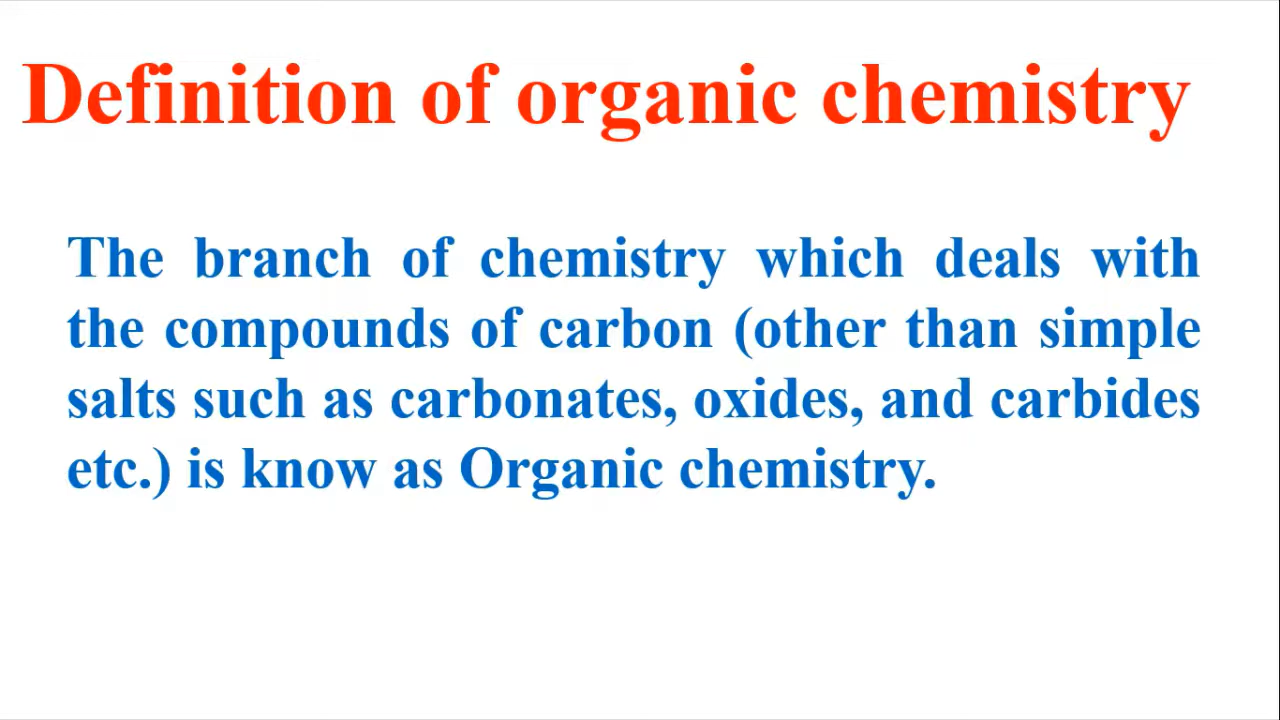 Definition of organic chemistry
The branch of chemistry which deals with
the compounds of carbon (other than simple
salts such as carbonates, oxides, and carbides
etc.) is know as Organic chemistry.